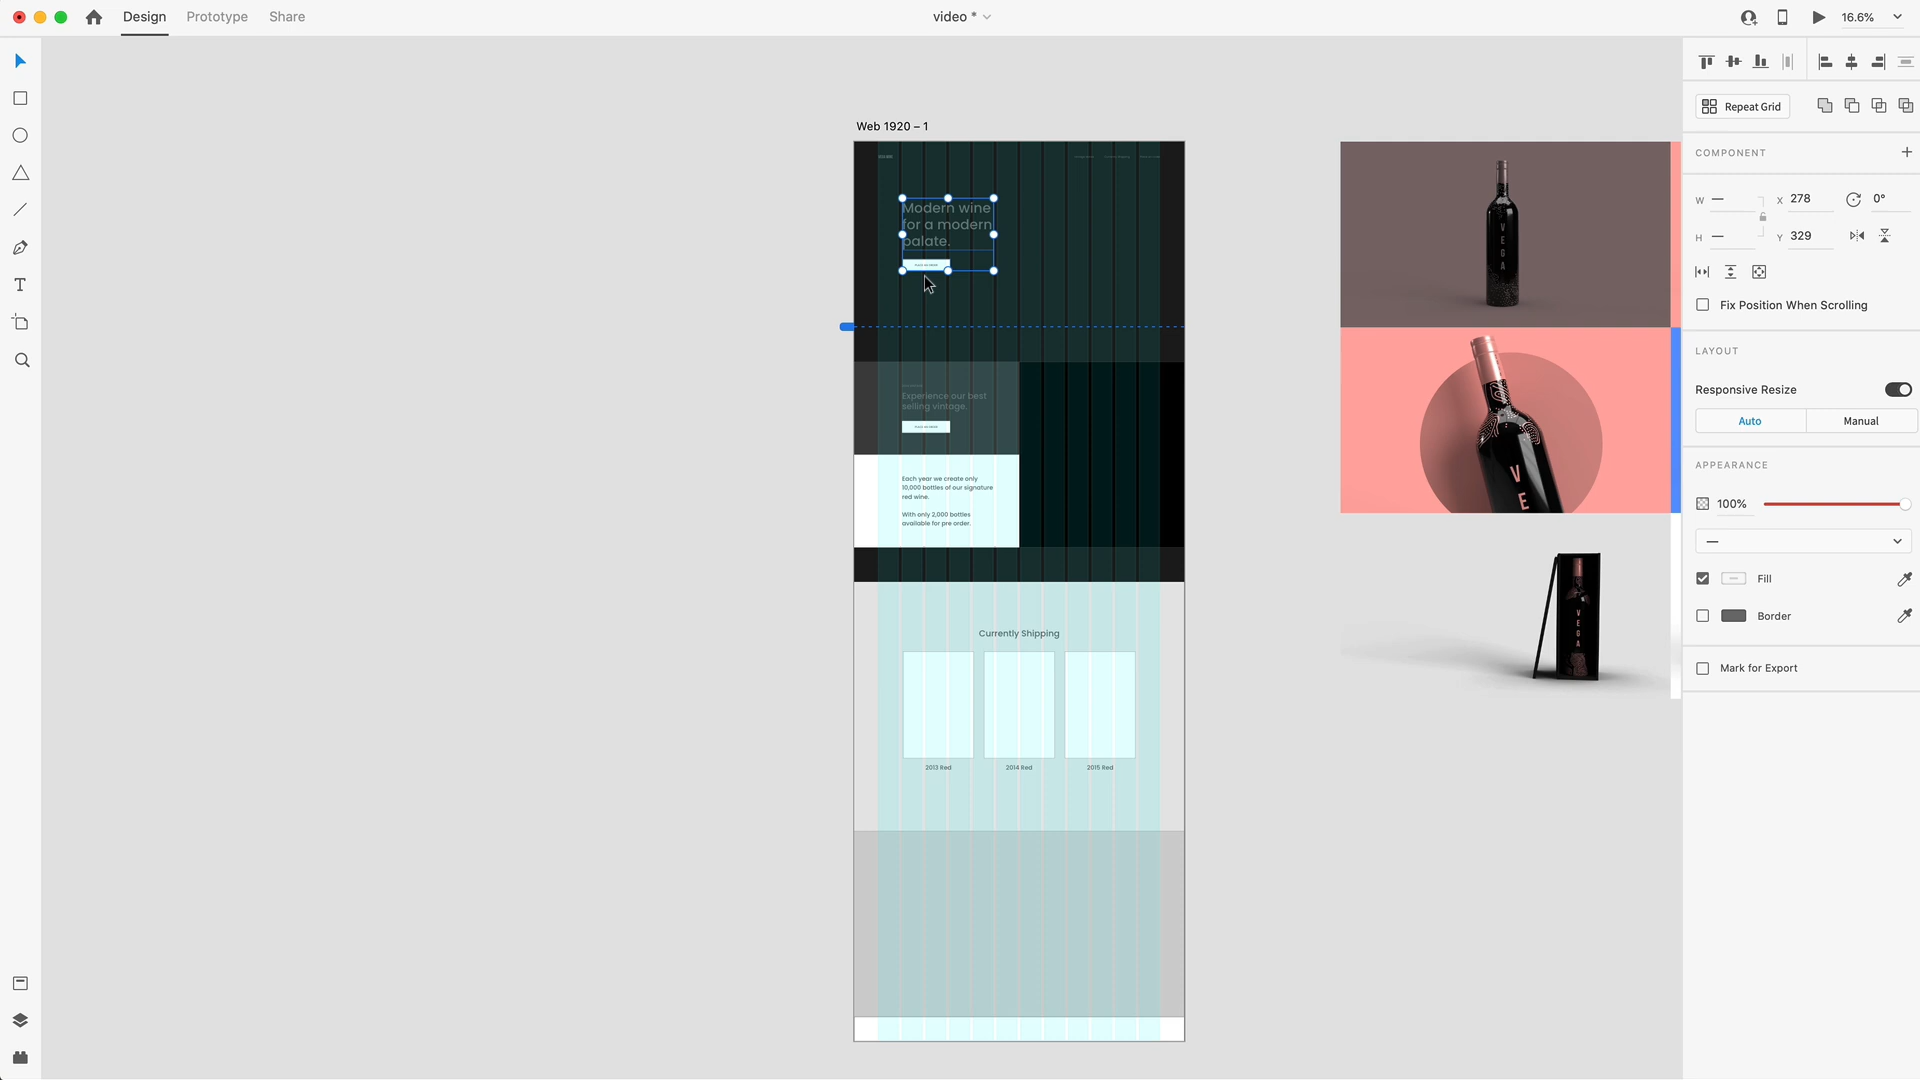 Design
Prototype
Share
video *
16.6%
Repeat Grid
COMPONENT
W —
X 278
0°
H —
Y 329
Fix Position When Scrolling
LAYOUT
Responsive Resize
Auto
Manual
APPEARANCE
100%
—
Fill
Border
Mark for Export
T
Web 1920 – 1
Modern wine
for a modern
palate.
Experience our best
selling vintage.
Each year we create only
10,000 bottles of our signature
red wine.
With only 2,000 bottles
available for pre order.
Currently Shipping
2013 Red
2014 Red
2015 Red
VEGA
VE
VEGA